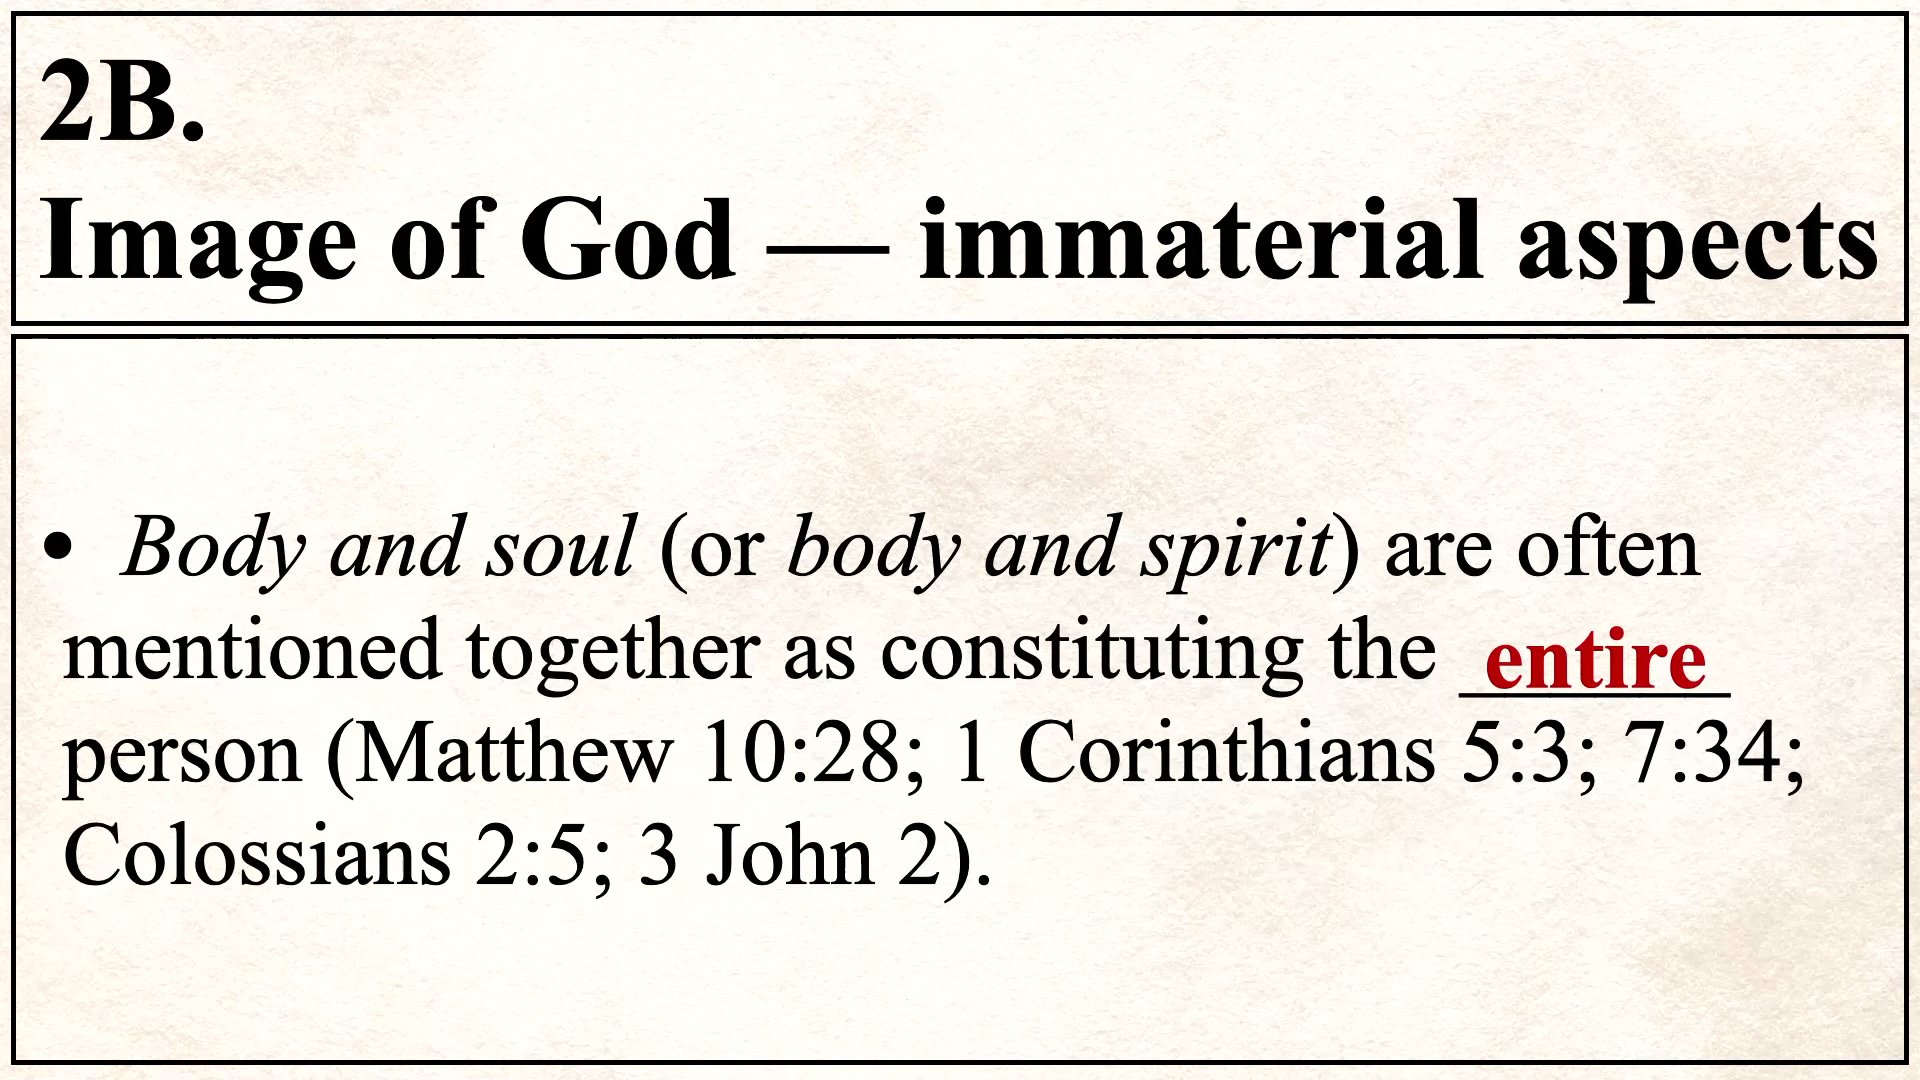 2B.
Image of God — immaterial aspects
• Body and soul (or body and spirit) are often
mentioned together as constituting the entire
person (Matthew 10:28; 1 Corinthians 5:3; 7:34;
Colossians 2:5; 3 John 2).